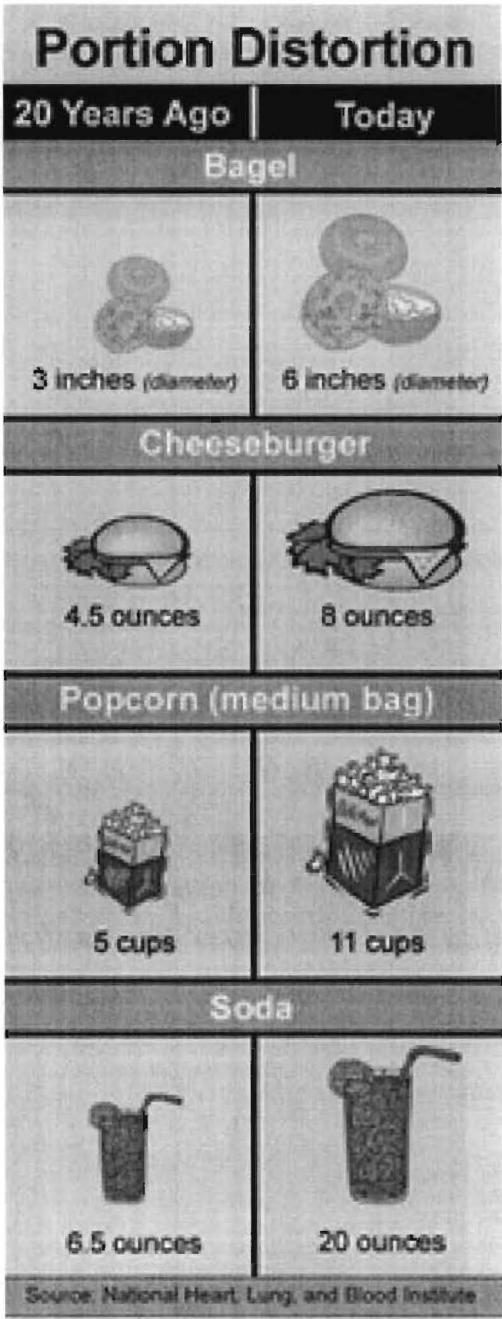 Portion Distortion
20 Years Ago Today
Bagel
3 inches (diameter) 6 inches (diameter)
Cheeseburger
4.5 ounces 8 ounces
Popcorn (medium bag)
5 cups 11 cups
Soda
6.5 ounces 20 ounces
Source: National Heart, Lung, and Blood Institute